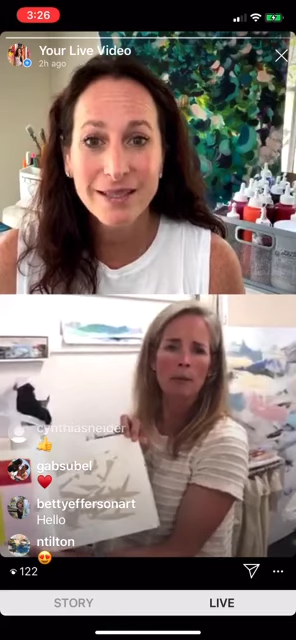 3:26
Your Live Video
2h ago
cynthiasneider
gabsubel
bettyeffersonart
Hello
ntilton
122
STORY LIVE